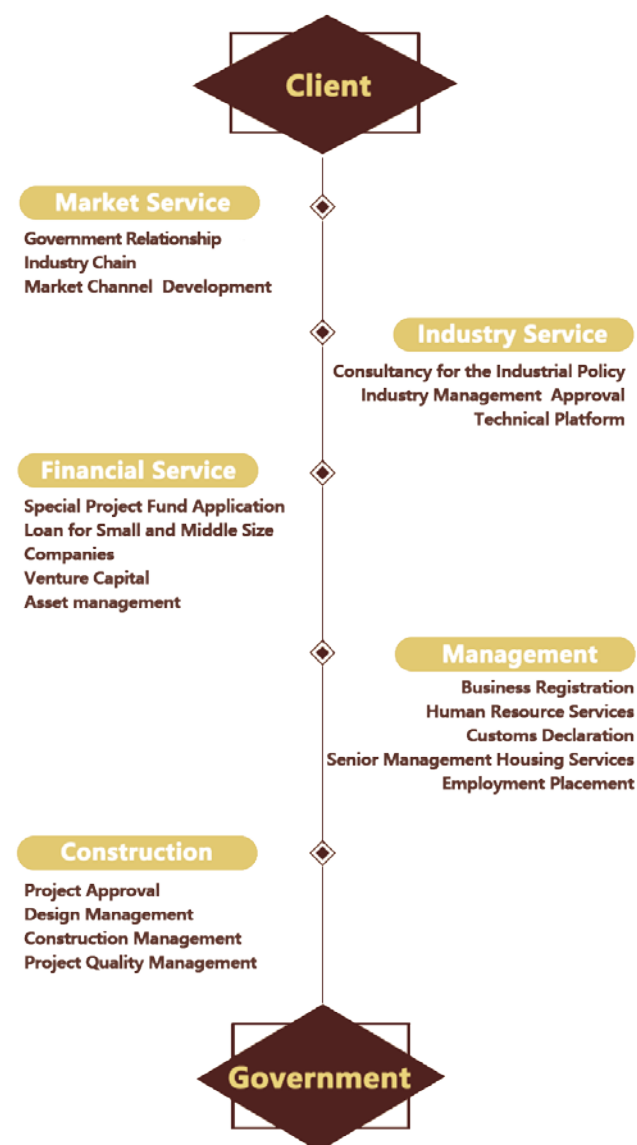 Client
Market Service
Government Relationship
Industry Chain
Market Channel Development
Industry Service
Consultancy for the Industrial Policy
Industry Management Approval
Technical Platform
Financial Service
Special Project Fund Application
Loan for Small and Middle Size
Companies
Venture Capital
Asset management
Management
Business Registration
Human Resource Services
Customs Declaration
Senior Management Housing Services
Employment Placement
Construction
Project Approval
Design Management
Construction Management
Project Quality Management
Government